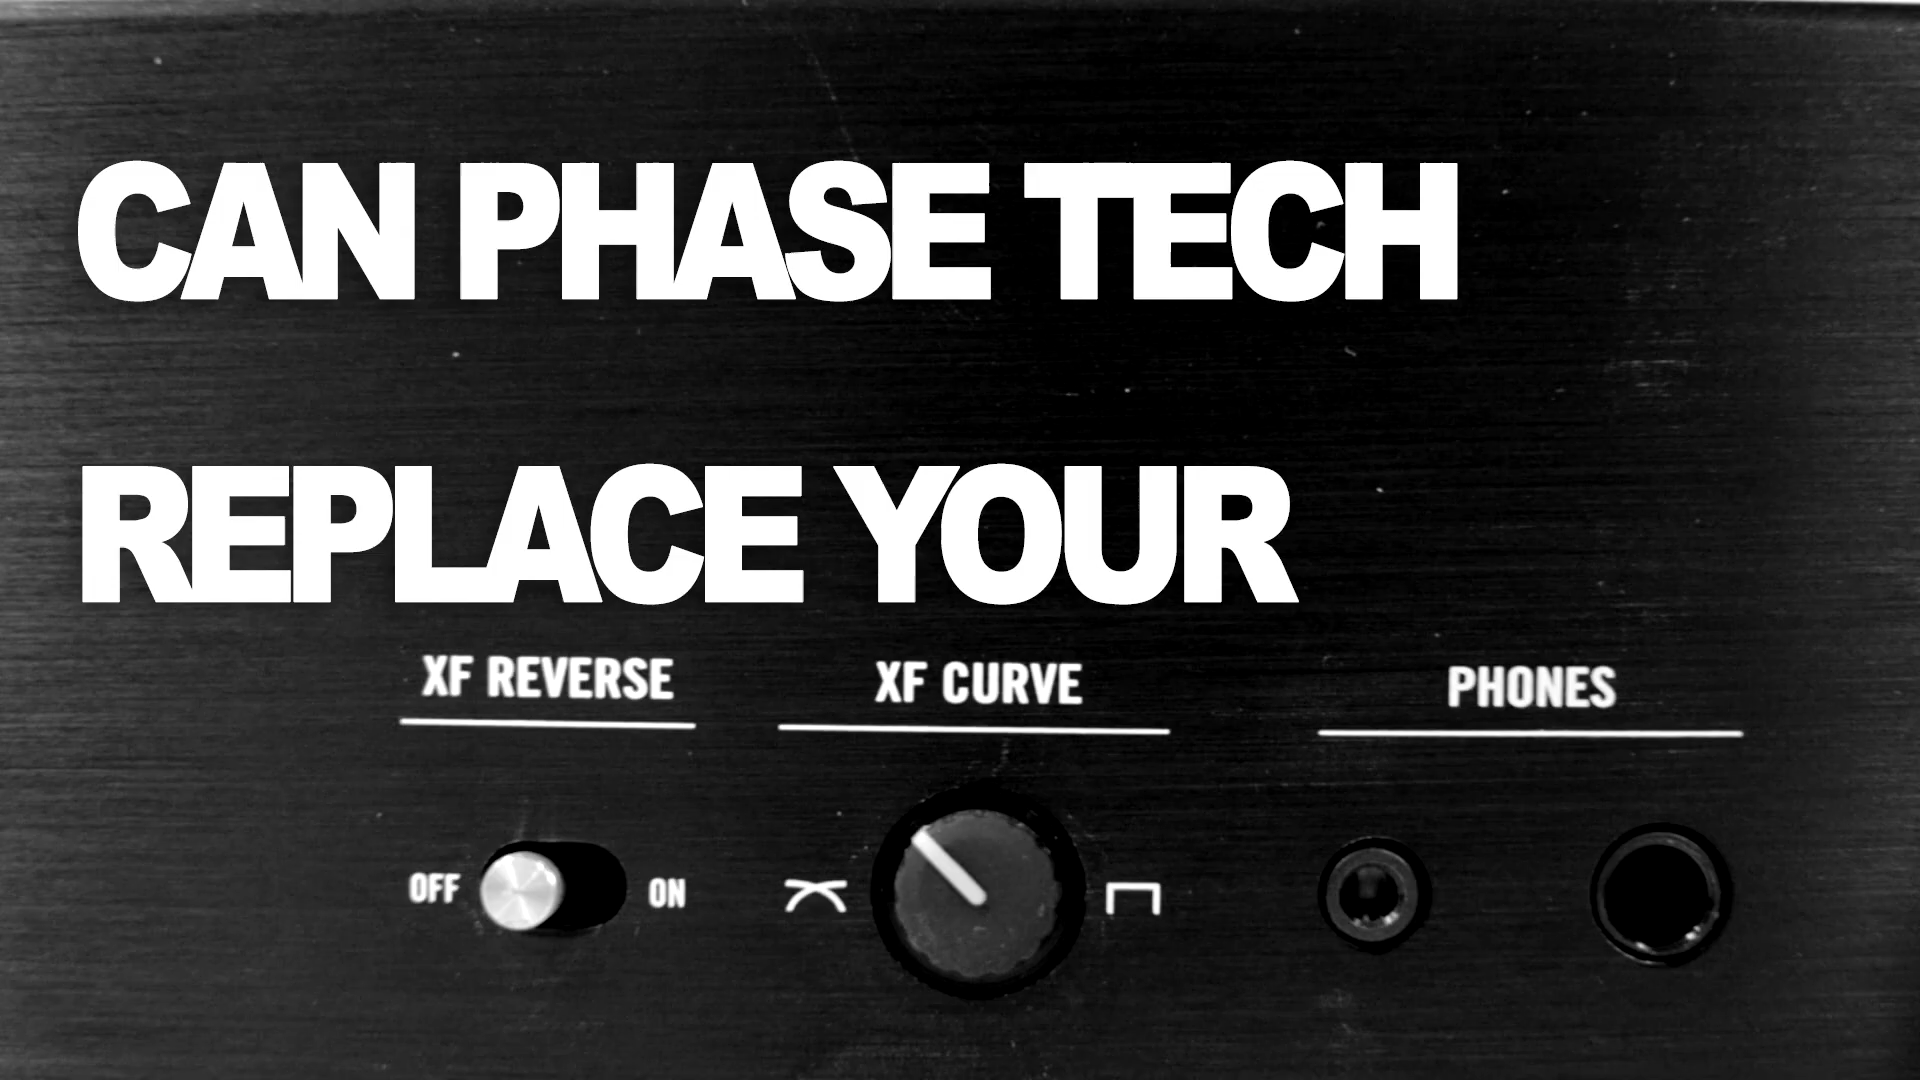 CAN PHASE TECH
REPLACE YOUR
XF REVERSE
XF CURVE
PHONES
OFF
ON